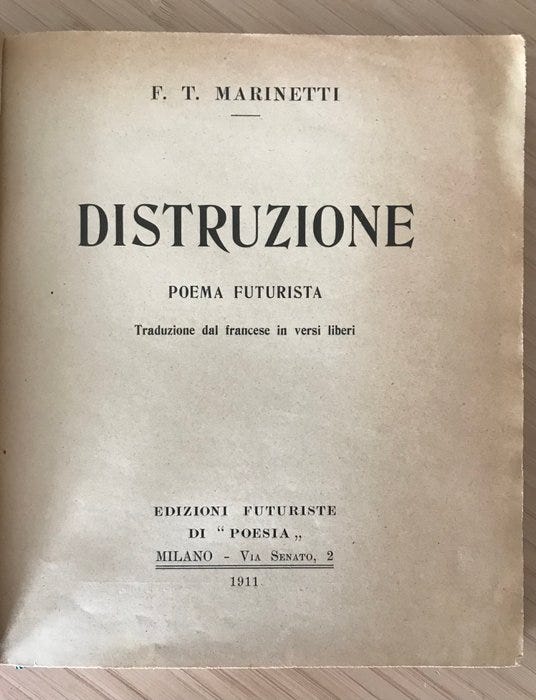 F. T. MARINETTI
DISTRUZIONE
POEMA FUTURISTA
Traduzione dal francese in versi liberi
EDIZIONI FUTURISTE
DI “ POESIA „
MILANO - VIA SENATO, 2
1911